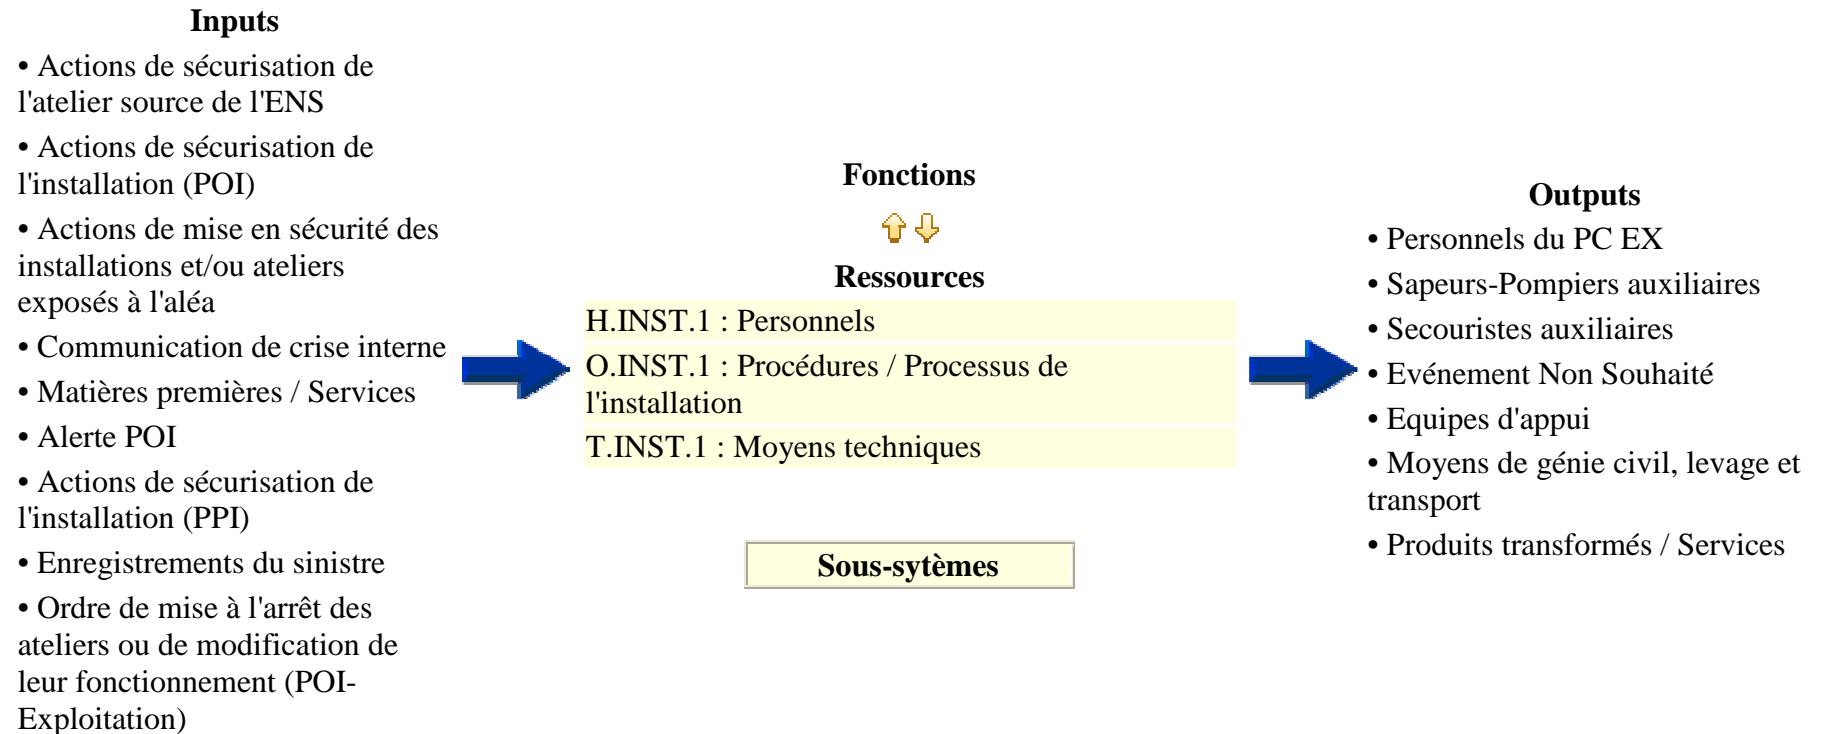 Inputs
• Actions de sécurisation de
l'atelier source de l'ENS
• Actions de sécurisation de
l'installation (POI)
• Actions de mise en sécurité des
installations et/ou ateliers
exposés à l'aléa
• Communication de crise interne
• Matières premières / Services
• Alerte POI
• Actions de sécurisation de
l'installation (PPI)
• Enregistrements du sinistre
• Ordre de mise à l'arrêt des
ateliers ou de modification de
leur fonctionnement (POI-
Exploitation)
Fonctions
Ressources
H.INST.1 : Personnels
O.INST.1 : Procédures / Processus de
l'installation
T.INST.1 : Moyens techniques
Sous-sytèmes
Outputs
• Personnels du PC EX
• Sapeurs-Pompiers auxiliaires
• Secouristes auxiliaires
• Evénement Non Souhaité
• Equipes d'appui
• Moyens de génie civil, levage et
transport
• Produits transformés / Services